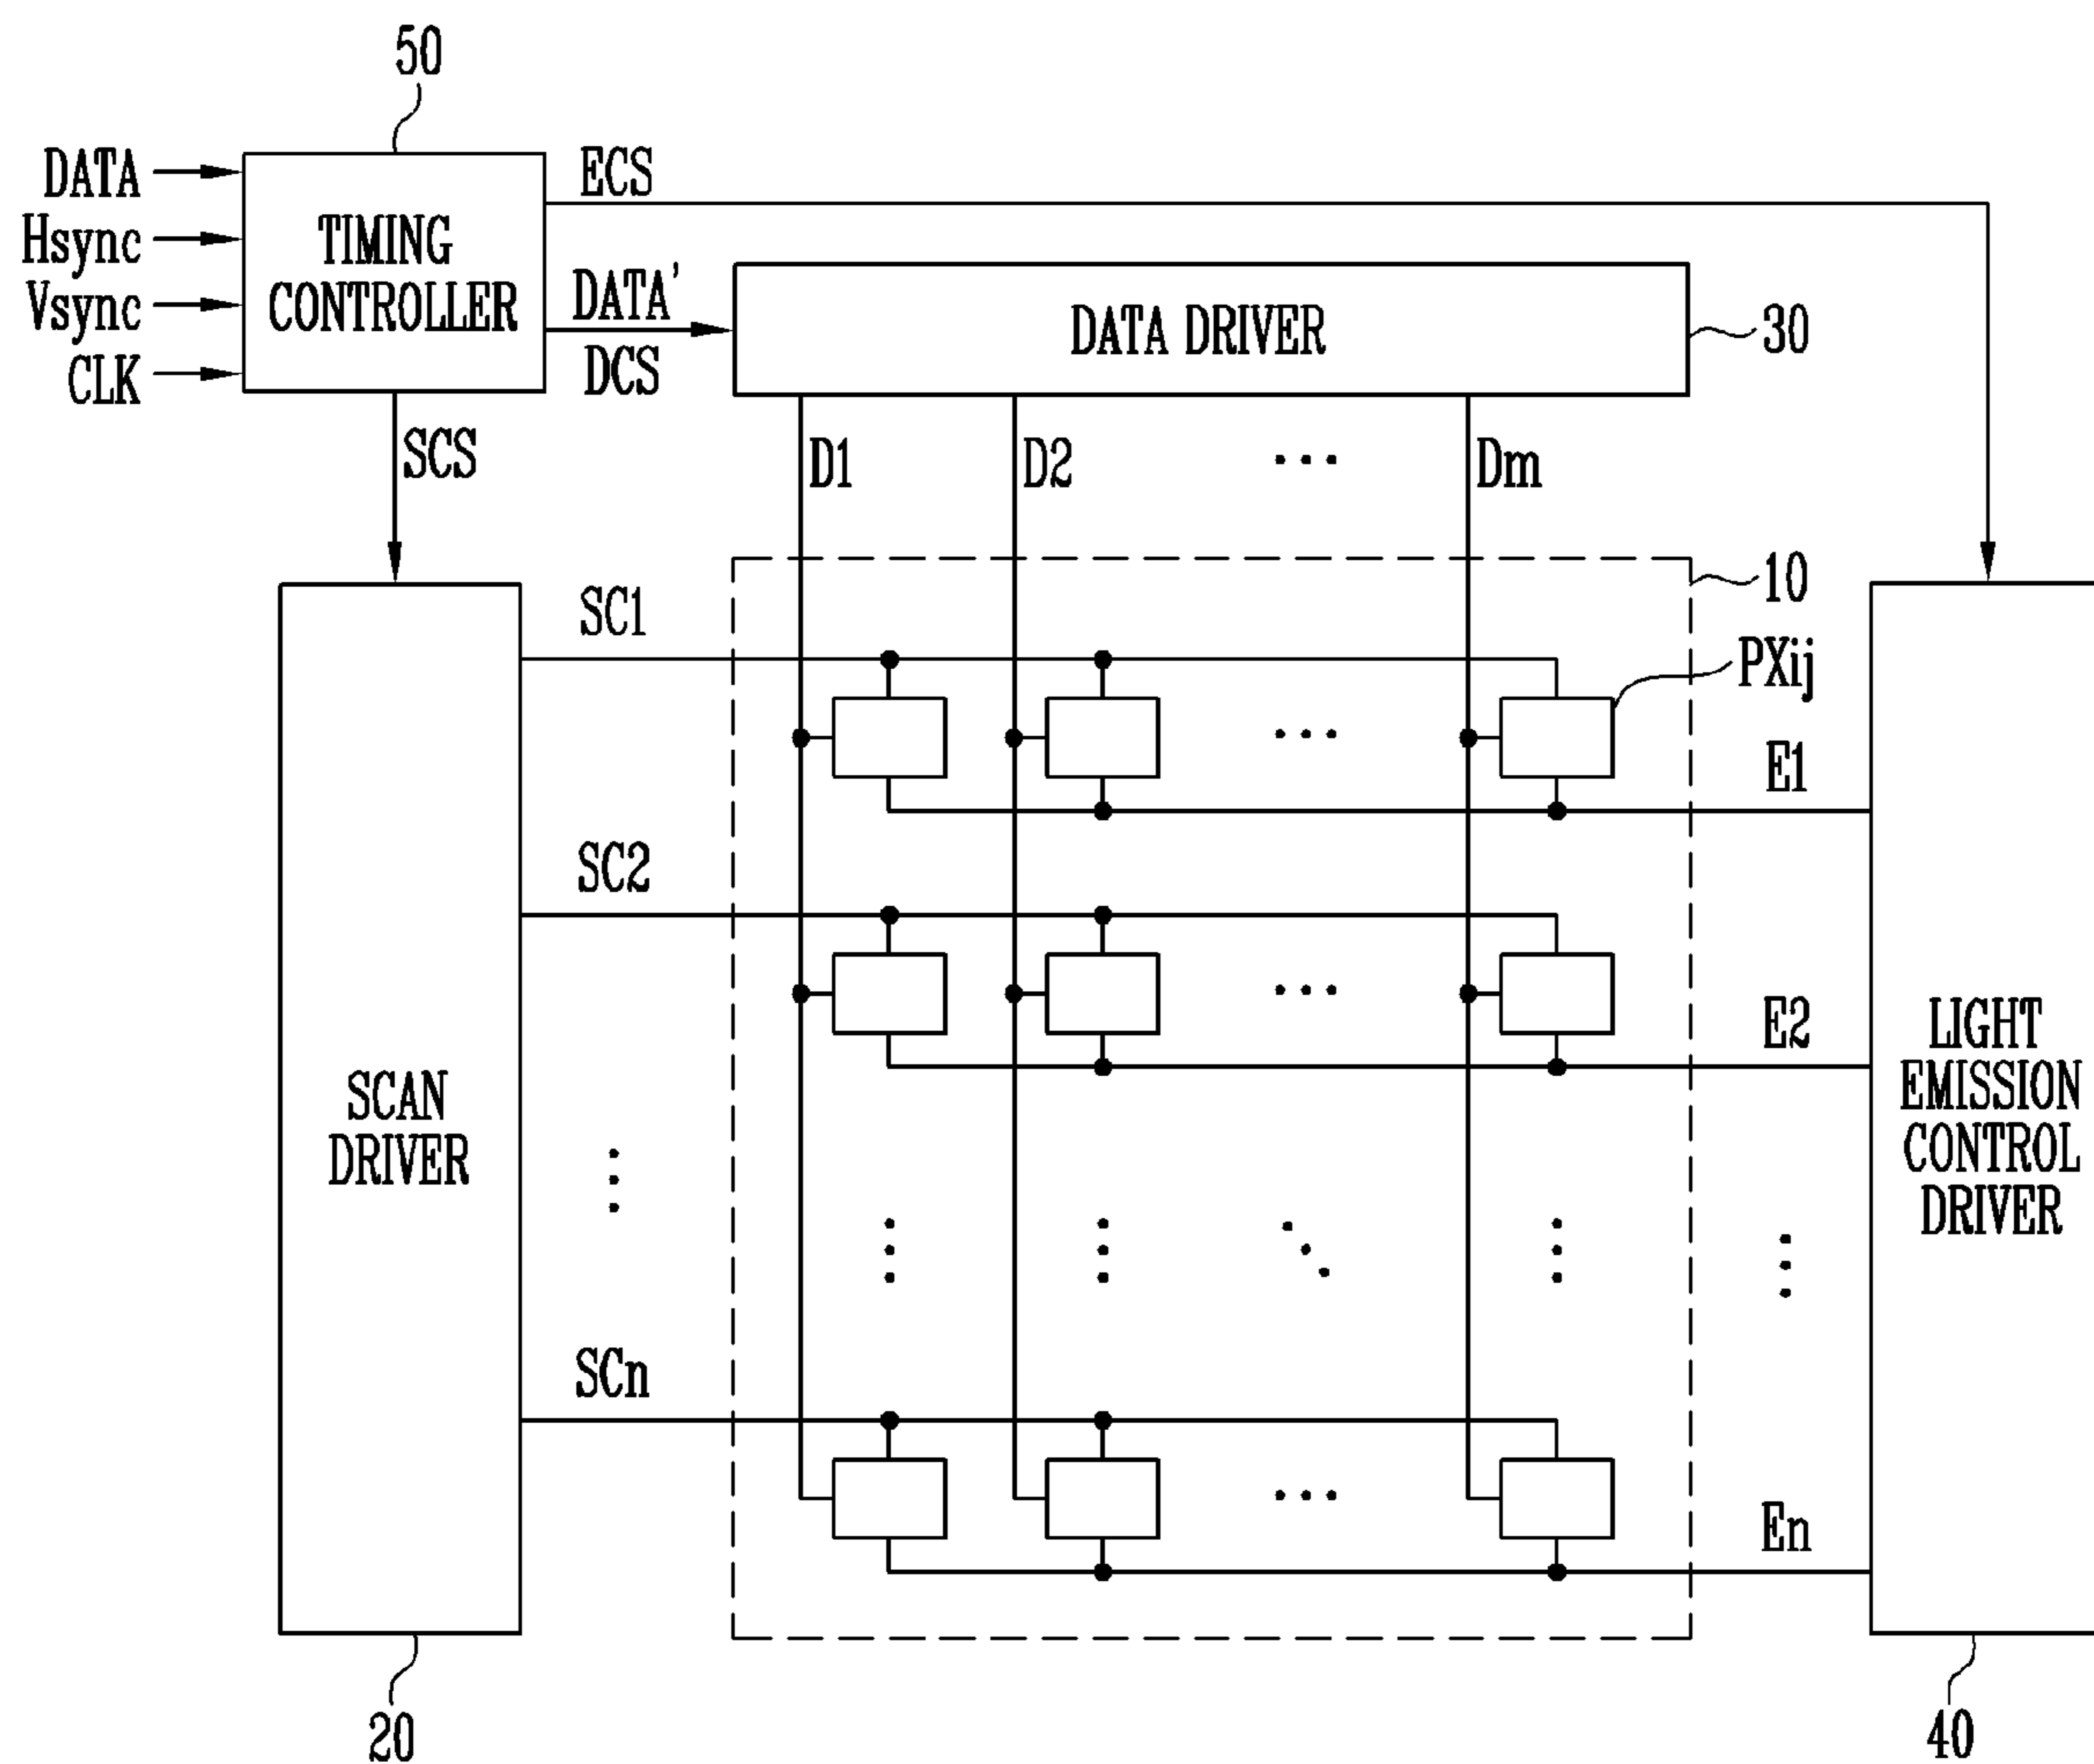 50
DATA
Hsync
Vsync
CLK
TIMING
CONTROLLER
ECS
DATA'
DCS
DATA DRIVER
30
SCS
D1
D2
...
Dm
10
SC1
PXij
...
E1
SC2
...
E2
SCAN
DRIVER
LIGHT
EMISSION
CONTROL
DRIVER
SCn
...
En
20
40